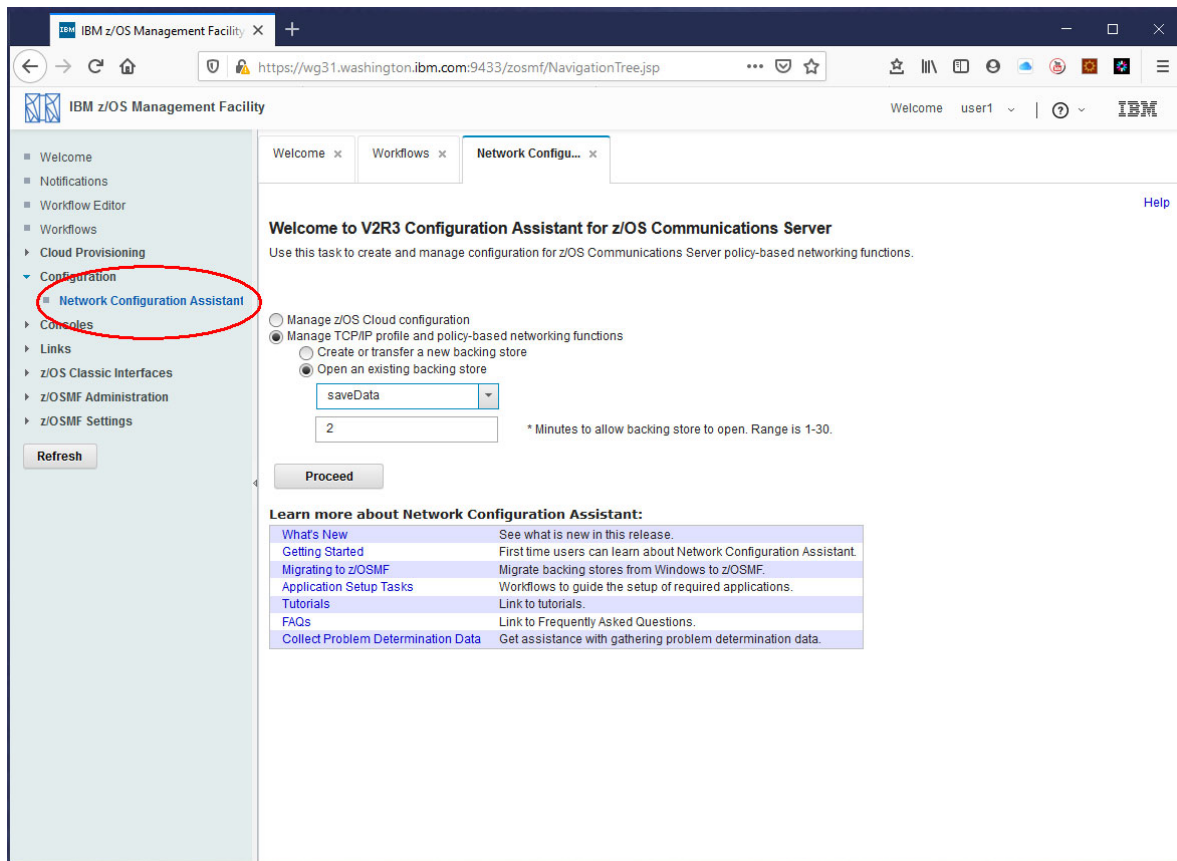 IBM IBM z/OS Management Facility
https://wg31.washington.ibm.com:9433/zosmf/NavigationTree.jsp
IBM z/OS Management Facility
Welcome user1
IBM
Welcome
Notifications
Workflow Editor
Workflows
Cloud Provisioning
Configuration
Network Configuration Assistant
Consoles
Links
z/OS Classic Interfaces
z/OSMF Administration
z/OSMF Settings
Refresh
Welcome Workflows Network Configu...
Help
Welcome to V2R3 Configuration Assistant for z/OS Communications Server
Use this task to create and manage configuration for z/OS Communications Server policy-based networking functions.
Manage z/OS Cloud configuration
Manage TCP/IP profile and policy-based networking functions
Create or transfer a new backing store
Open an existing backing store
saveData
2 * Minutes to allow backing store to open. Range is 1-30.
Proceed
Learn more about Network Configuration Assistant:
What's New See what is new in this release.
Getting Started First time users can learn about Network Configuration Assistant.
Migrating to z/OSMF Migrate backing stores from Windows to z/OSMF.
Application Setup Tasks Workflows to guide the setup of required applications.
Tutorials Link to tutorials.
FAQs Link to Frequently Asked Questions.
Collect Problem Determination Data Get assistance with gathering problem determination data.